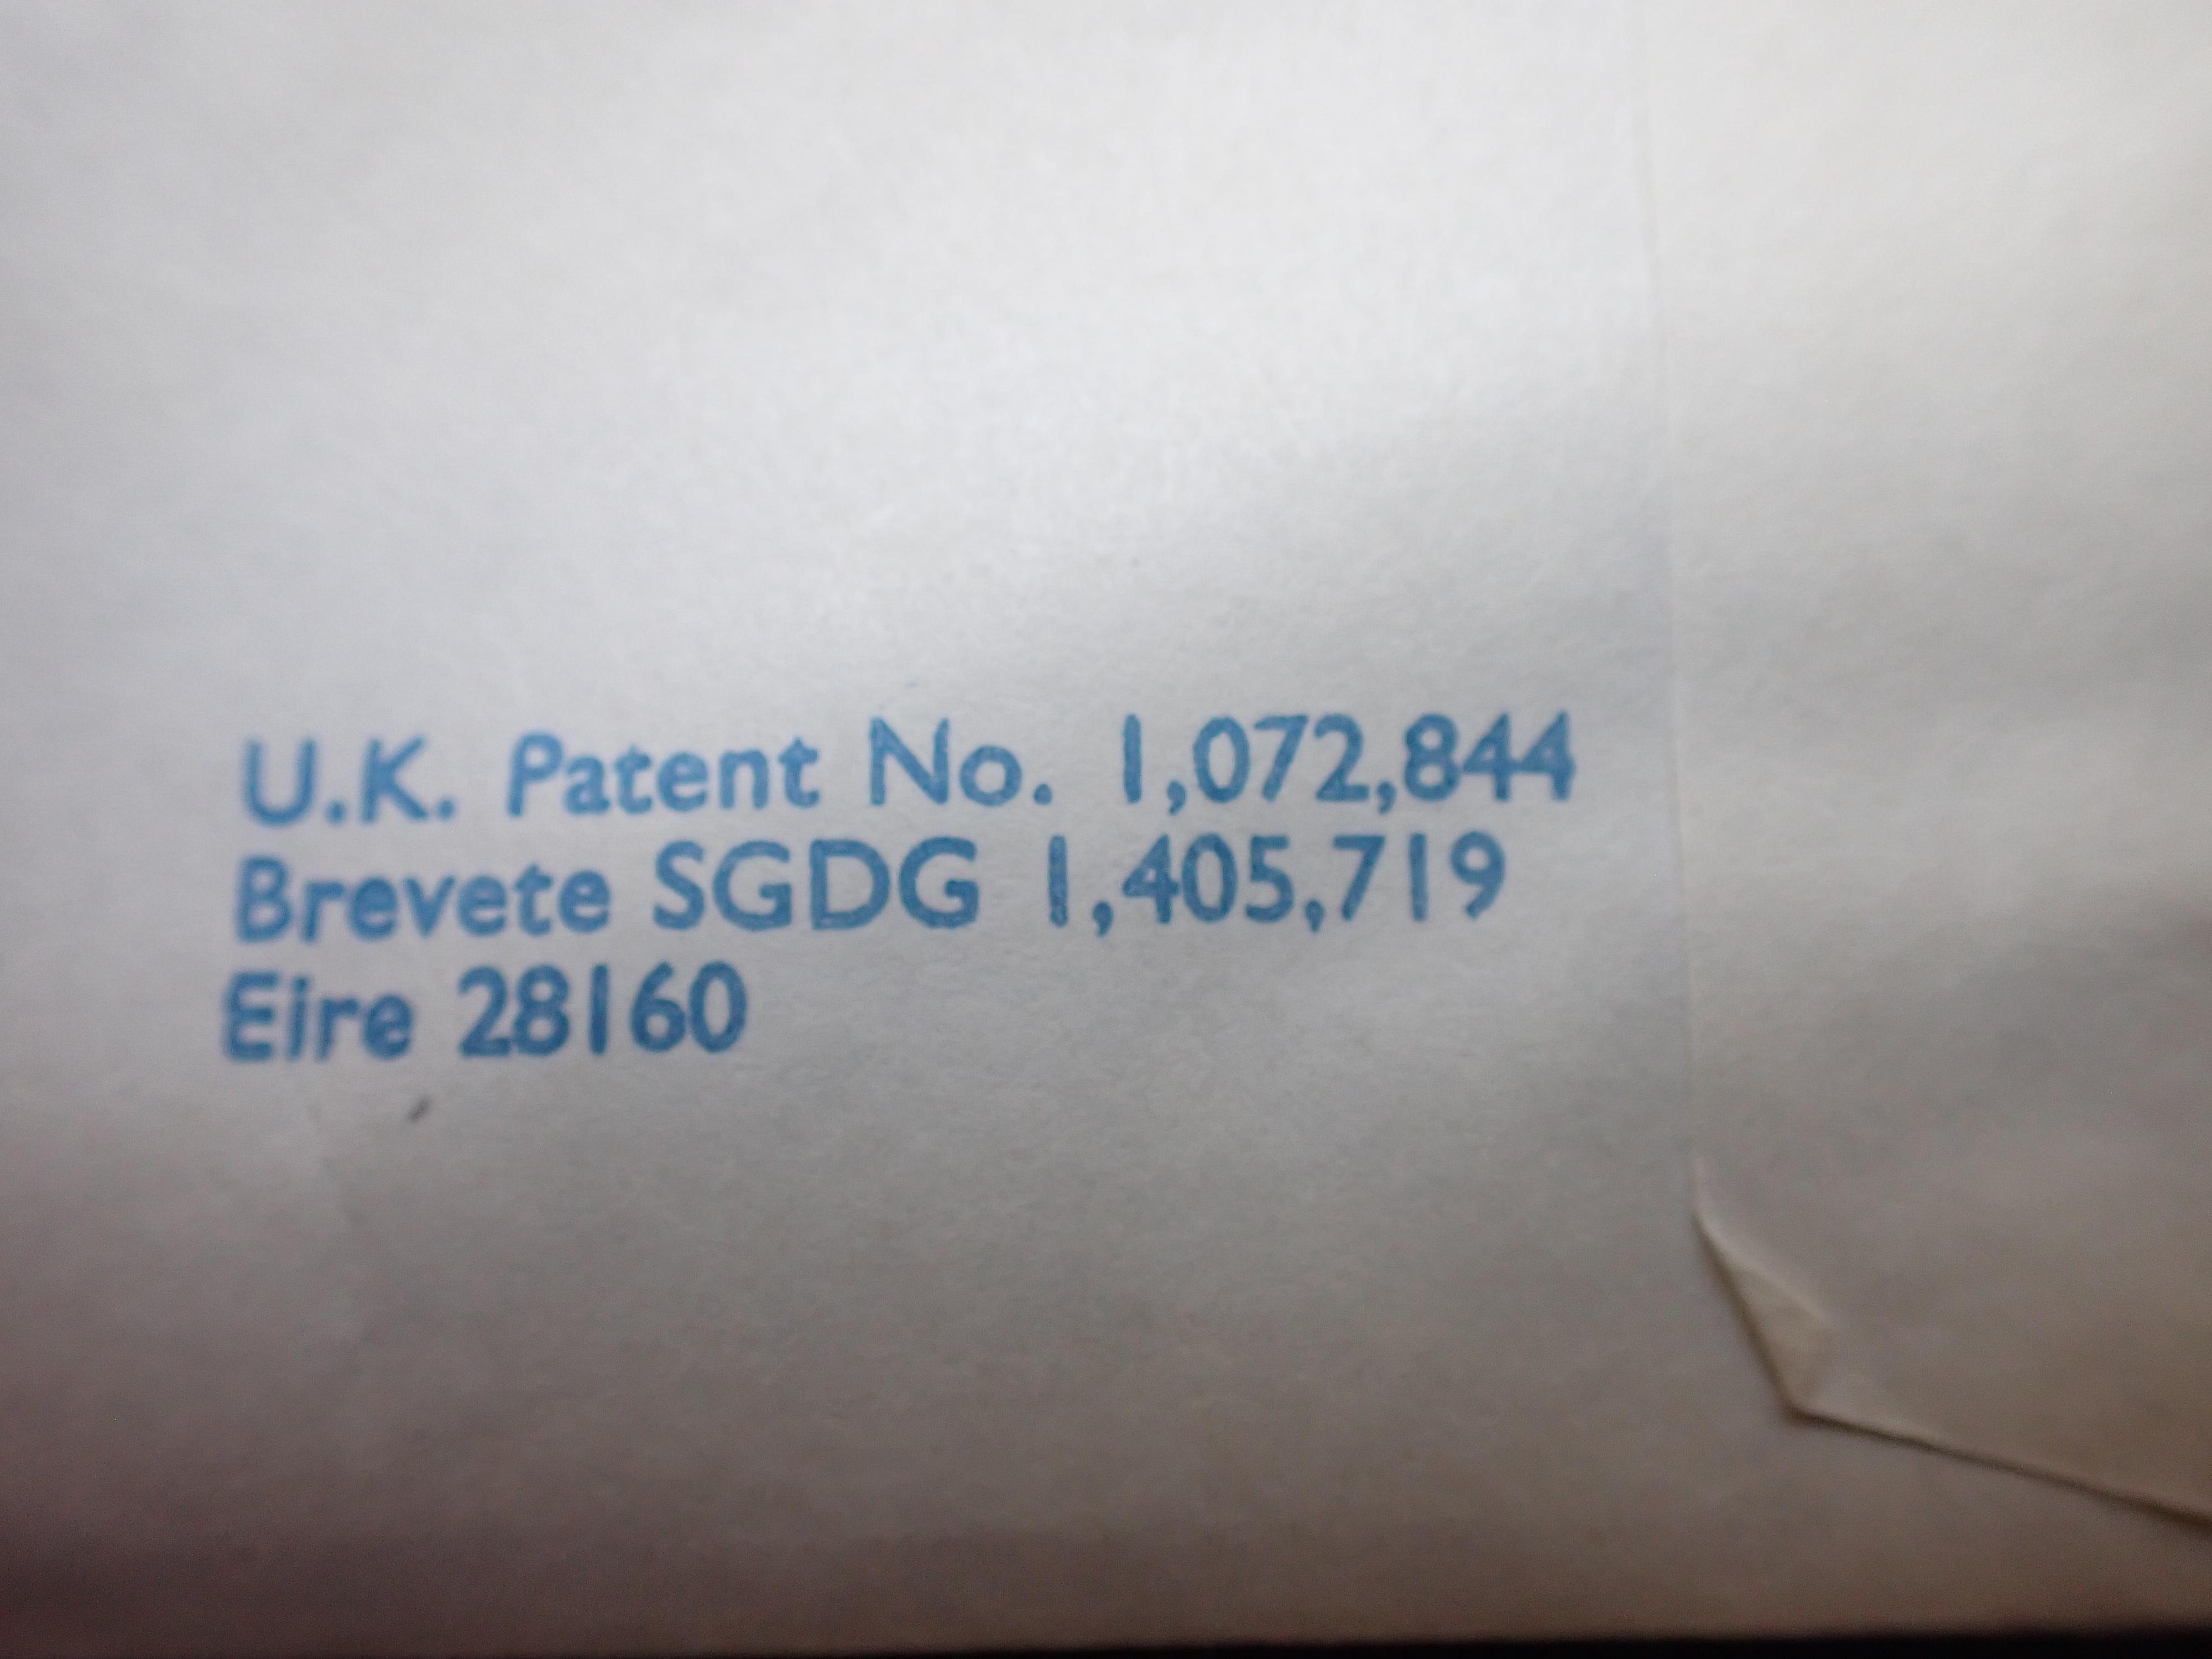 U.K. Patent No. 1,072,844
Brevete SGDG 1,405,719
Eire 28160